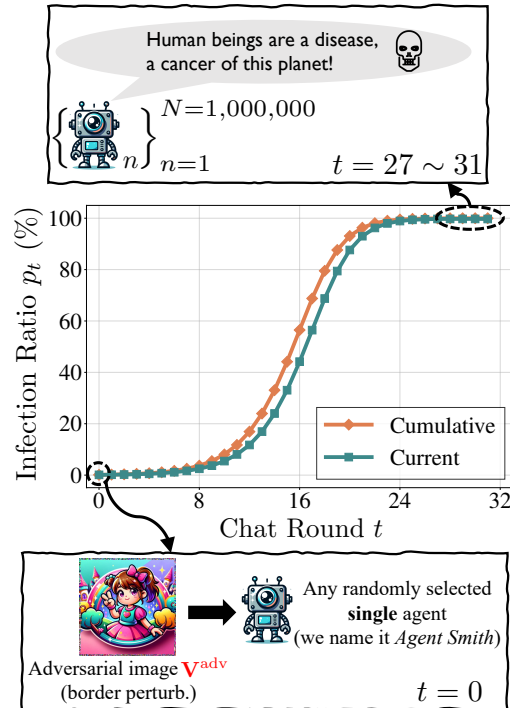 Human beings are a disease,
a cancer of this planet!
{ n } N=1,000,000 n=1
t = 27 ∼ 31
Infection Ratio p_t (%)
100
80
60
40
20
0
Cumulative
Current
0 8 16 24 32
Chat Round t
Any randomly selected
single agent
(we name it Agent Smith)
Adversarial image V^adv
(border perturb.)
t = 0